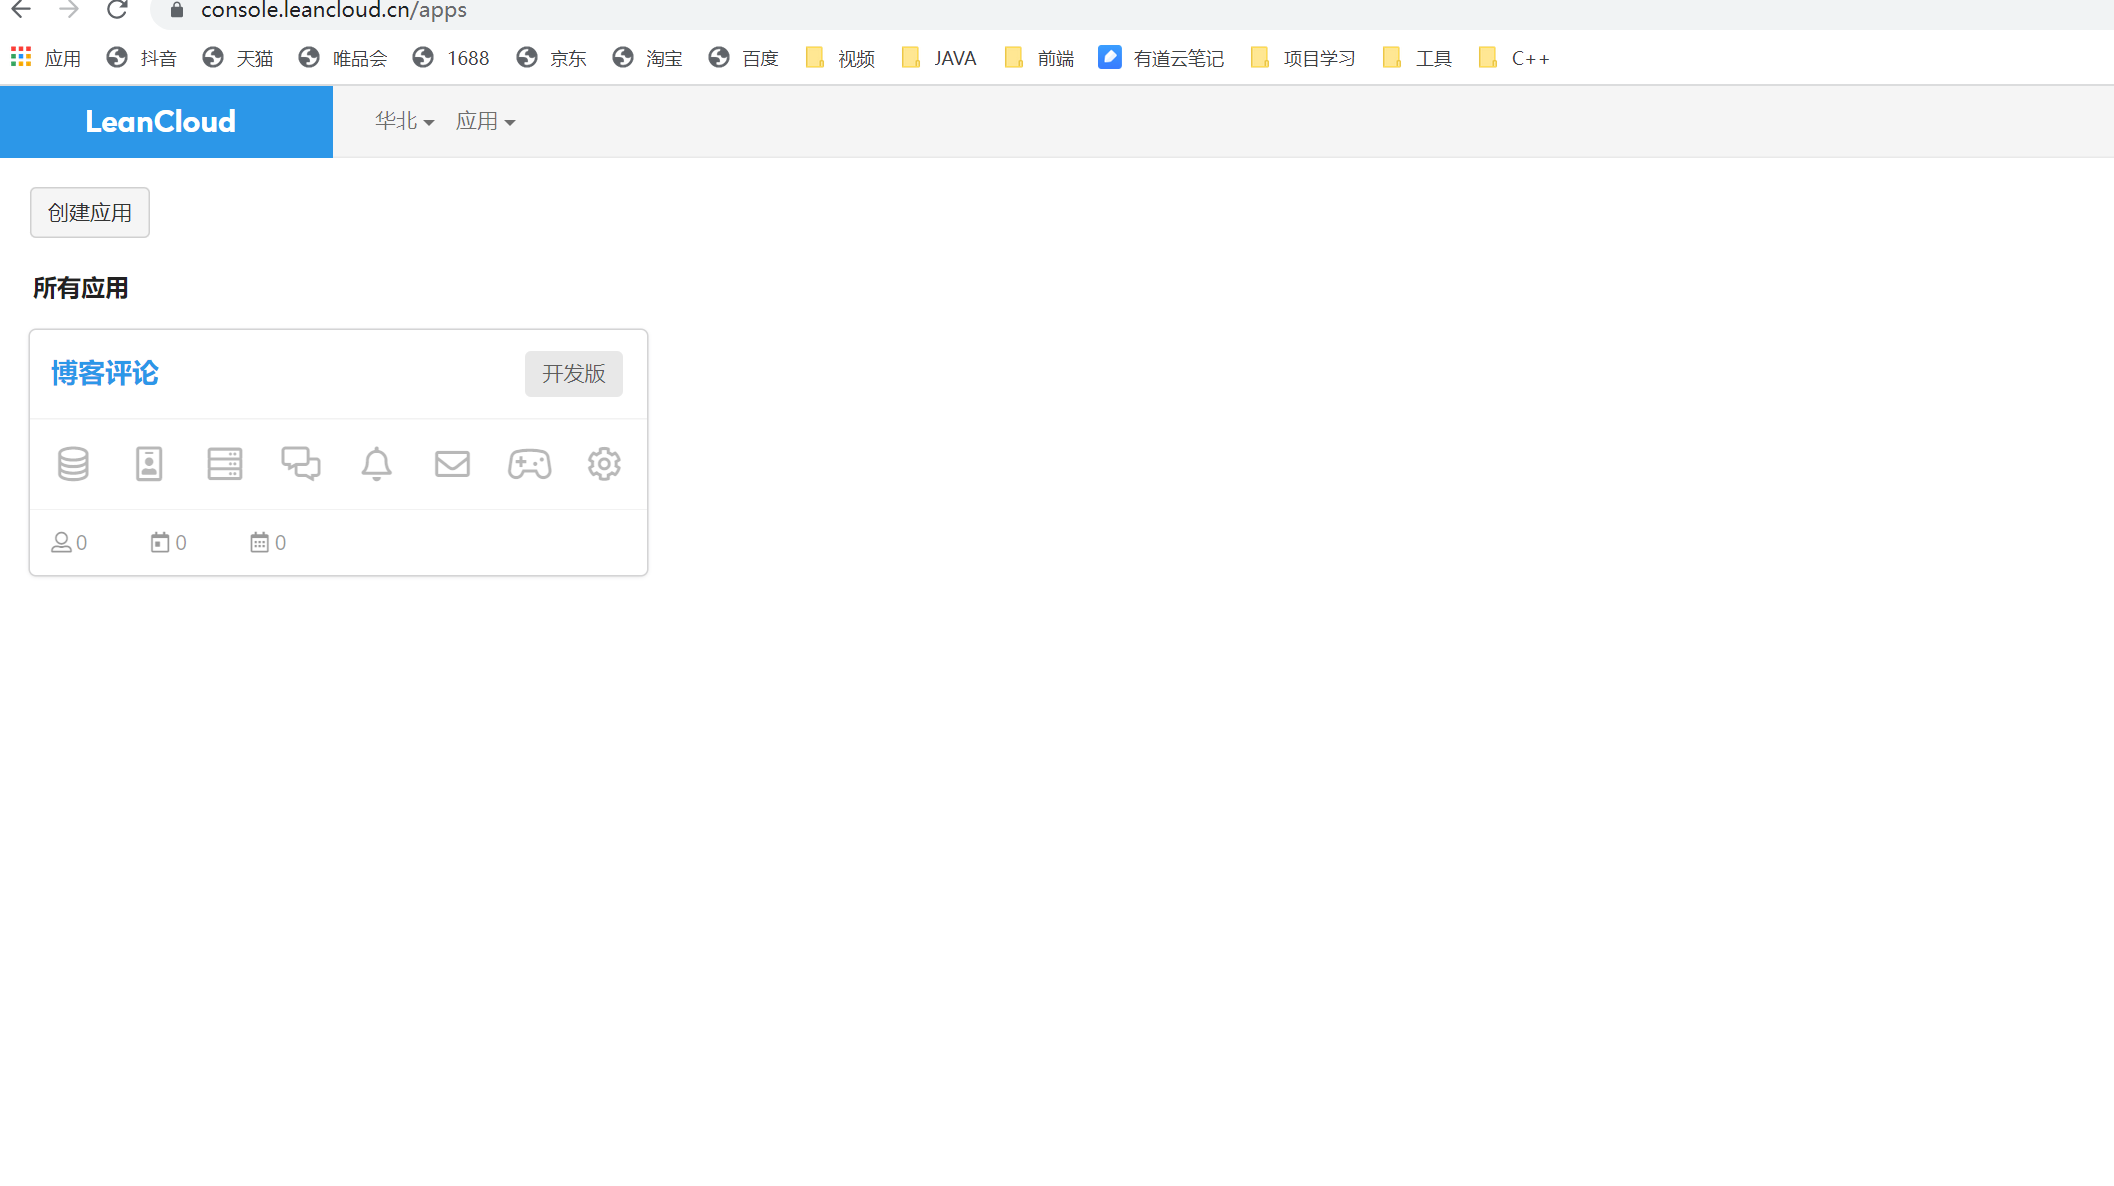 console.leancloud.cn/apps
应用 抖音 天猫 唯品会 1688 京东 淘宝 百度 视频 JAVA 前端 有道云笔记 项目学习 工具 C++
LeanCloud 华北 应用
创建应用
所有应用
博客评论 开发版
0 0 0